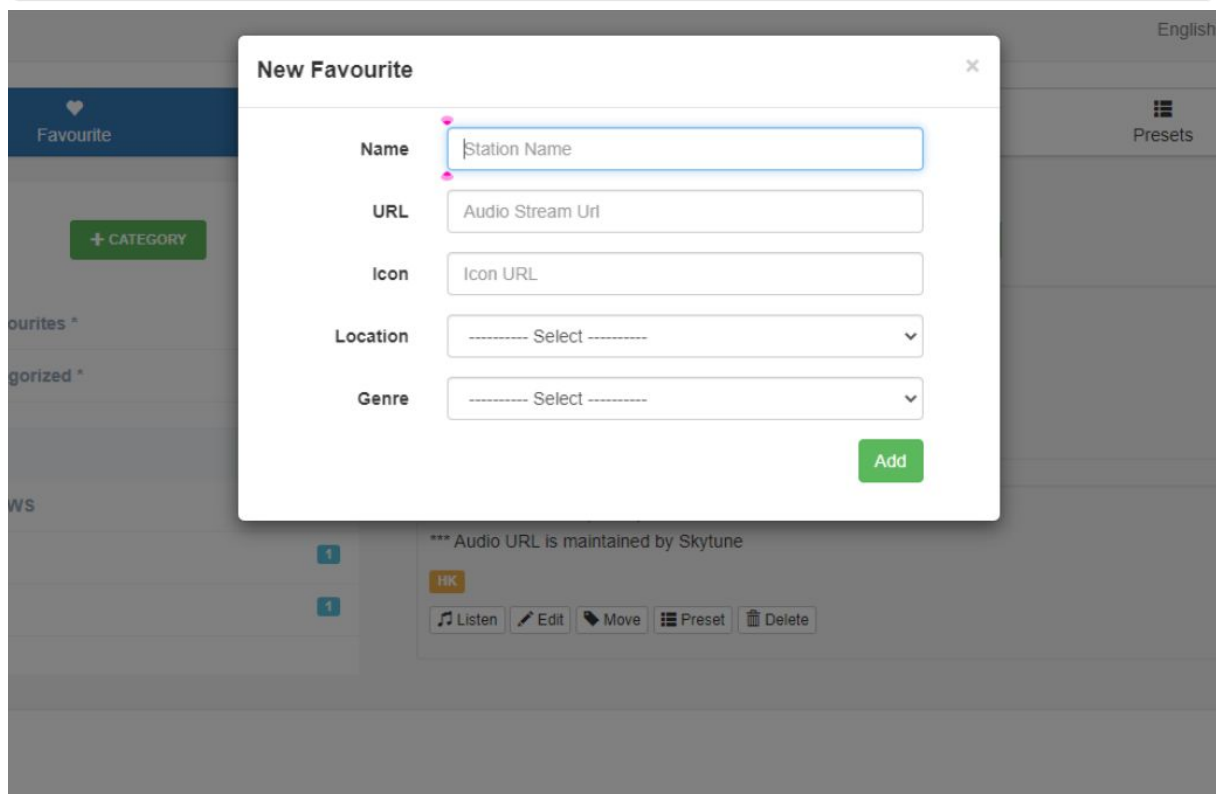 English
New Favourite ×
Favourite
Presets
Name Station Name
URL Audio Stream Url
+ CATEGORY
Icon Icon URL
ourites *
Location ---------- Select ----------
gorized *
Genre ---------- Select ----------
Add
WS
*** Audio URL is maintained by Skytune
1
HK
1
Listen Edit Move Preset Delete